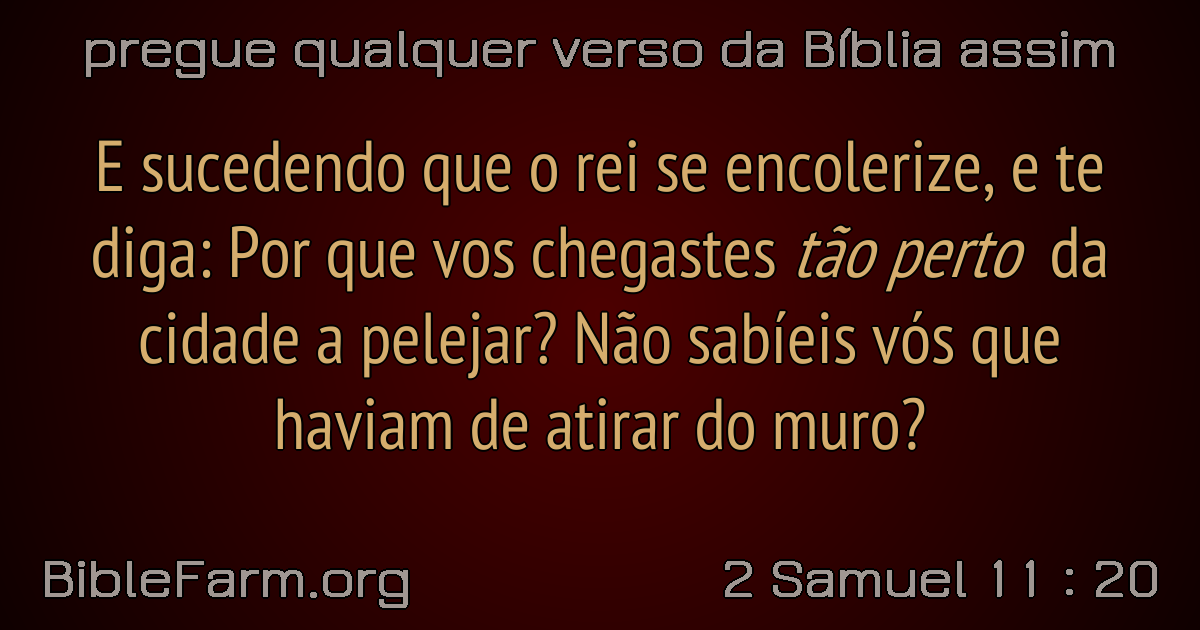 pregue qualquer verso da Bíblia assim
E sucedendo que o rei se encolerize, e te
diga: Por que vos chegastes tão perto da
cidade a pelejar? Não sabíeis vós que
haviam de atirar do muro?
BibleFarm.org
2 Samuel 11 : 20